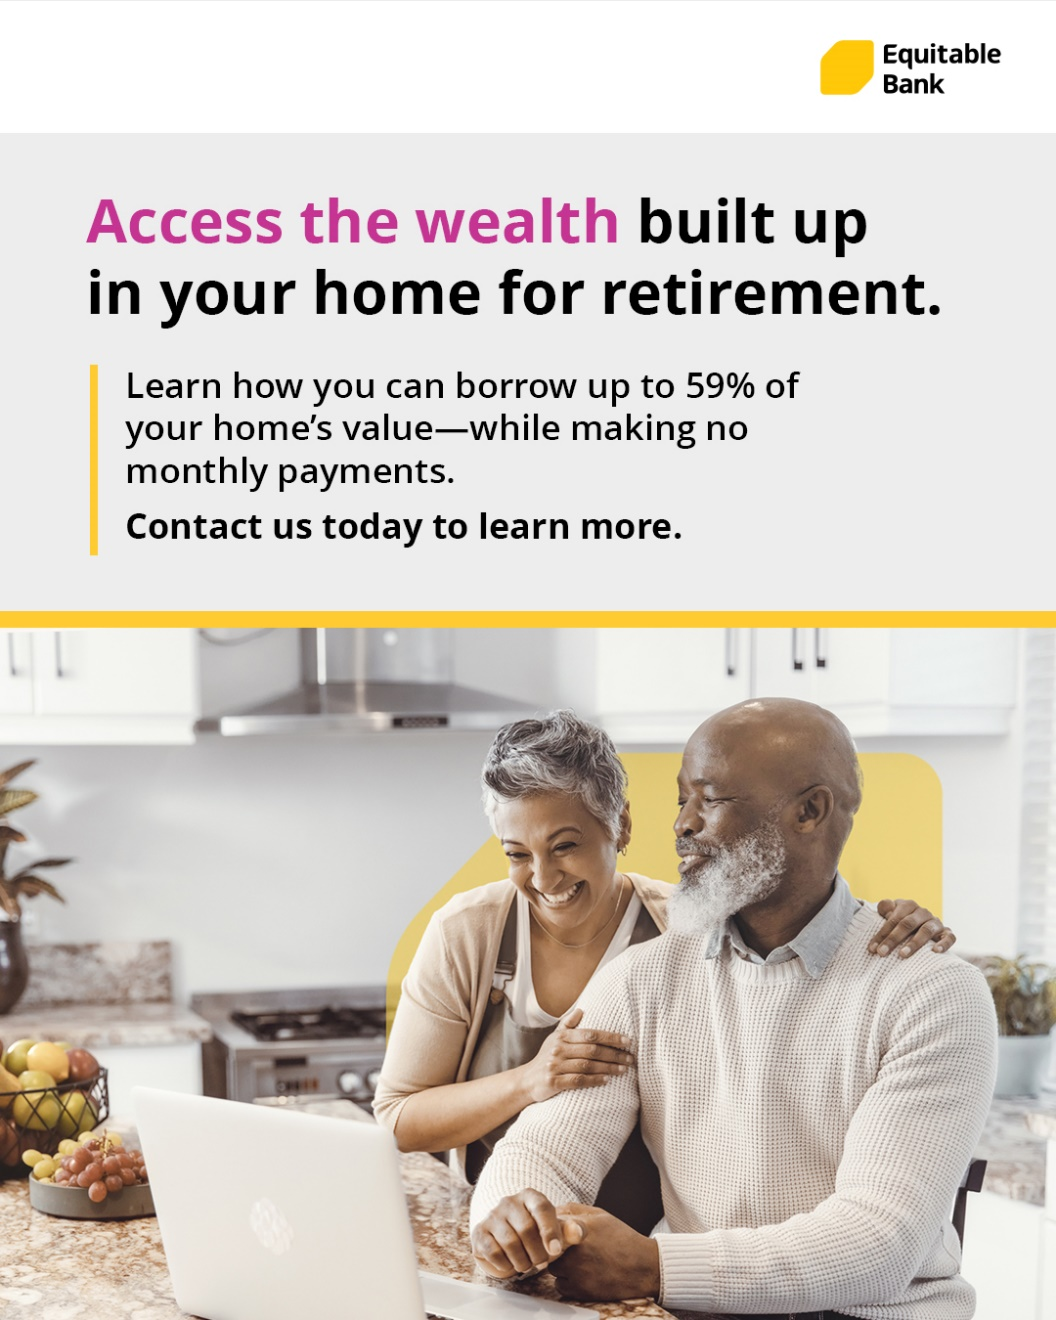 Equitable
Bank
Access the wealth built up
in your home for retirement.
Learn how you can borrow up to 59% of
your home’s value—while making no
monthly payments.
Contact us today to learn more.